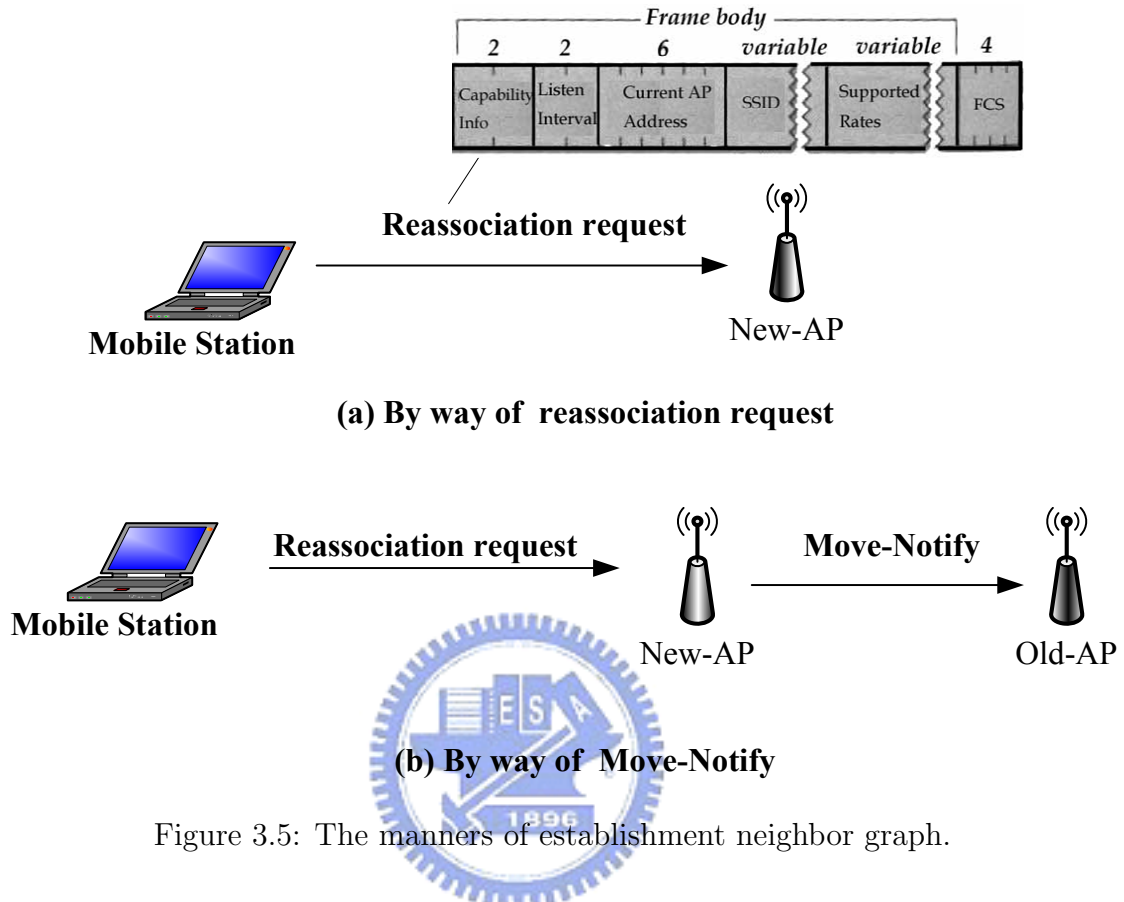 Frame body
2 2 6 variable variable 4
Capability Info
Listen Interval
Current AP Address
SSID
Supported Rates
FCS
Reassociation request
Mobile Station
New-AP
(a) By way of reassociation request
Reassociation request
Move-Notify
Mobile Station
New-AP
Old-AP
E S A
(b) By way of Move-Notify
1896
Figure 3.5: The manners of establishment neighbor graph.